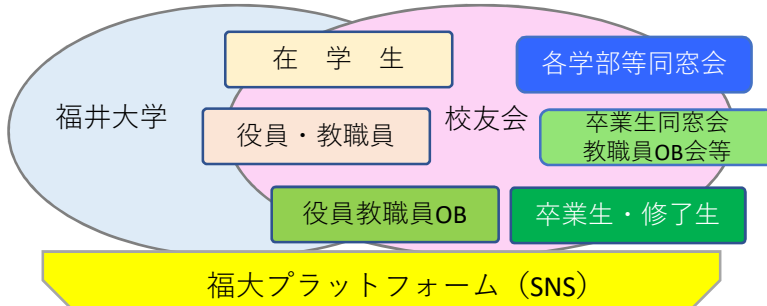 在　学　生
各学部等同窓会
福井大学
役員・教職員
校友会
卒業生同窓会
教職員OB会等
役員教職員OB
卒業生・修了生
福大プラットフォーム（SNS）